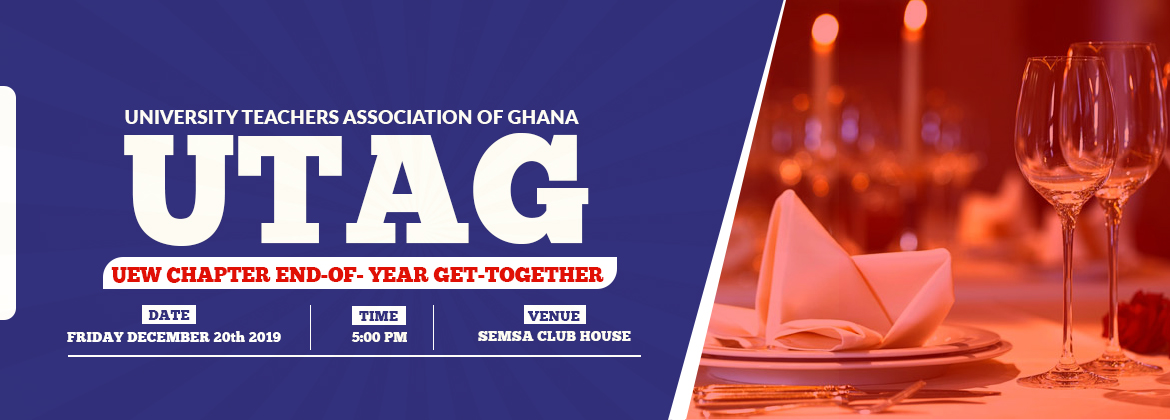 UNIVERSITY TEACHERS ASSOCIATION OF GHANA
UTAG
UEW CHAPTER END-OF- YEAR GET-TOGETHER
DATE
FRIDAY DECEMBER 20th 2019
TIME
5:00 PM
VENUE
SEMSA CLUB HOUSE